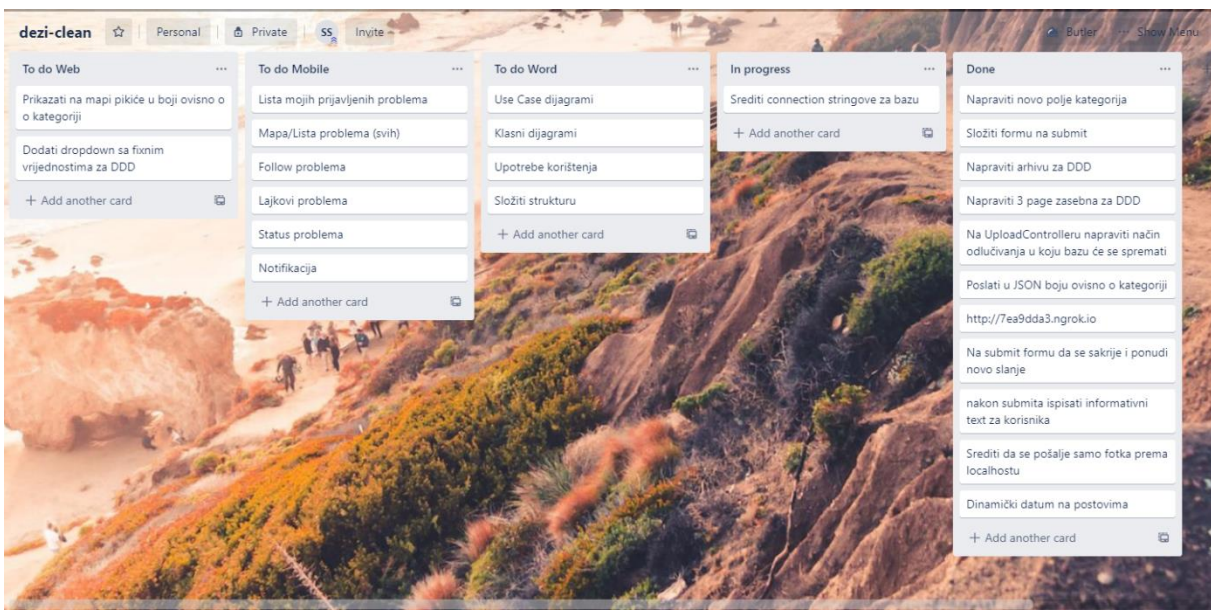 dezi-clean
Personal
Private
SS
Invite
Butler
... Show Menu
To do Web
...
Prikazati na mapi pikiće u boji ovisno o
o kategoriji
Dodati dropdown sa fixnim
vrijednostima za DDD
+ Add another card
To do Mobile
...
Lista mojih prijavljenih problema
Mapa/Lista problema (svih)
Follow problema
Lajkovi problema
Status problema
Notifikacija
+ Add another card
To do Word
...
Use Case dijagrami
Klasni dijagrami
Upotrebe korištenja
Složiti strukturu
+ Add another card
In progress
...
Srediti connection stringove za bazu
+ Add another card
Done
...
Napraviti novo polje kategorija
Složiti formu na submit
Napraviti arhivu za DDD
Napraviti 3 page zasebna za DDD
Na UploadControlleru napraviti način
odlučivanja u koju bazu će se spremati
Poslati u JSON boju ovisno o kategoriji
http://7ea9dda3.ngrok.io
Na submit formu da se sakrije i ponudi
novo slanje
nakon submita ispisati informativni
text za korisnika
Srediti da se pošalje samo fotka prema
localhostu
Dinamički datum na postovima
+ Add another card